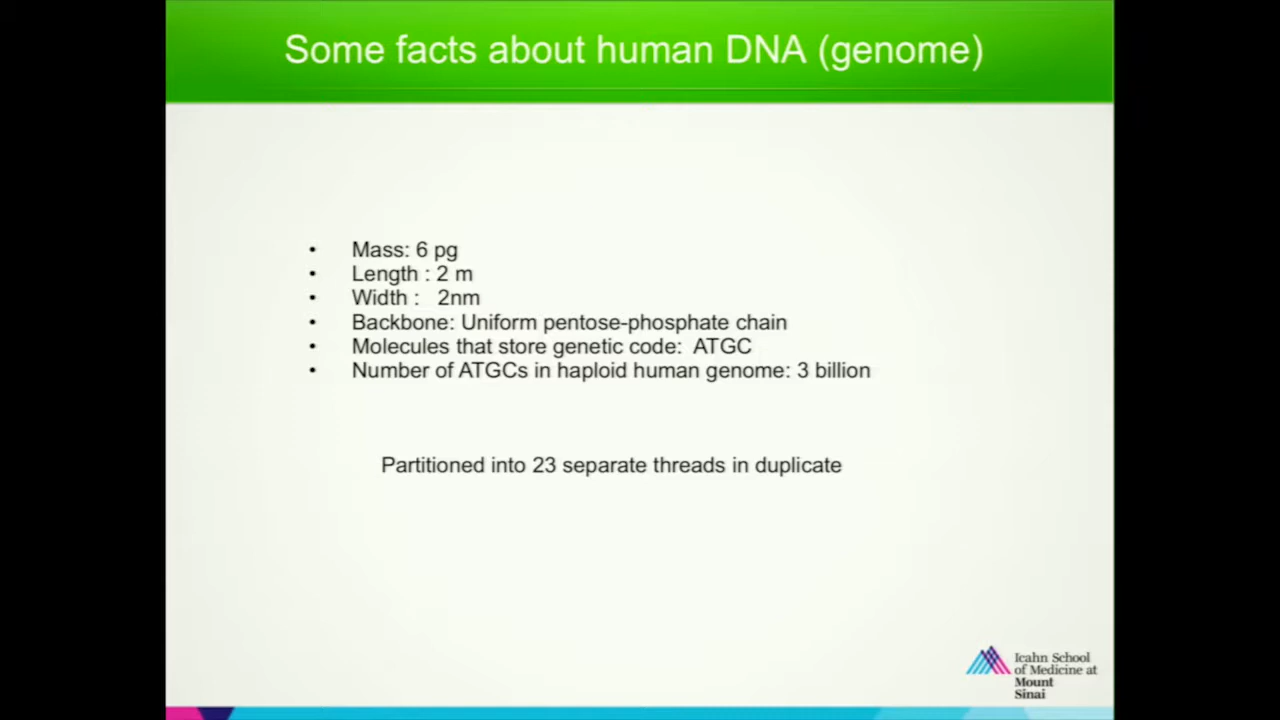 Some facts about human DNA (genome)
• Mass: 6 pg
• Length : 2 m
• Width : 2nm
• Backbone: Uniform pentose-phosphate chain
• Molecules that store genetic code: ATGC
• Number of ATGCs in haploid human genome: 3 billion
Partitioned into 23 separate threads in duplicate
Icahn School
of Medicine at
Mount
Sinai